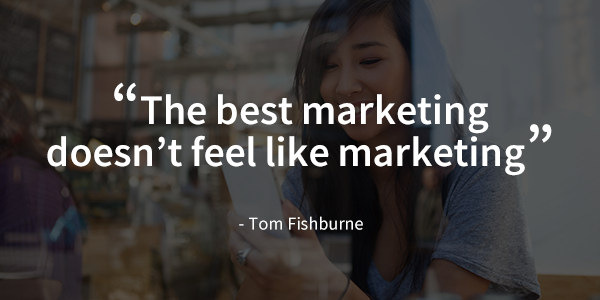 “The best marketing
doesn’t feel like marketing”
- Tom Fishburne